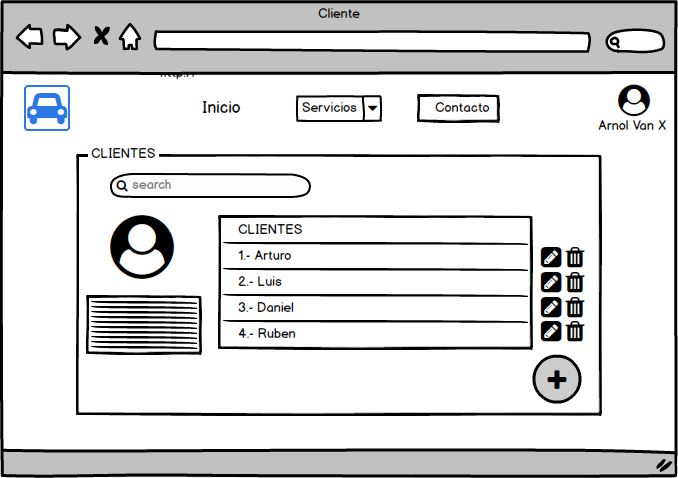 Cliente
http://
Inicio
Servicios
Contacto
Arnol Van X
CLIENTES
search
CLIENTES
1.- Arturo
2.- Luis
3.- Daniel
4.- Ruben